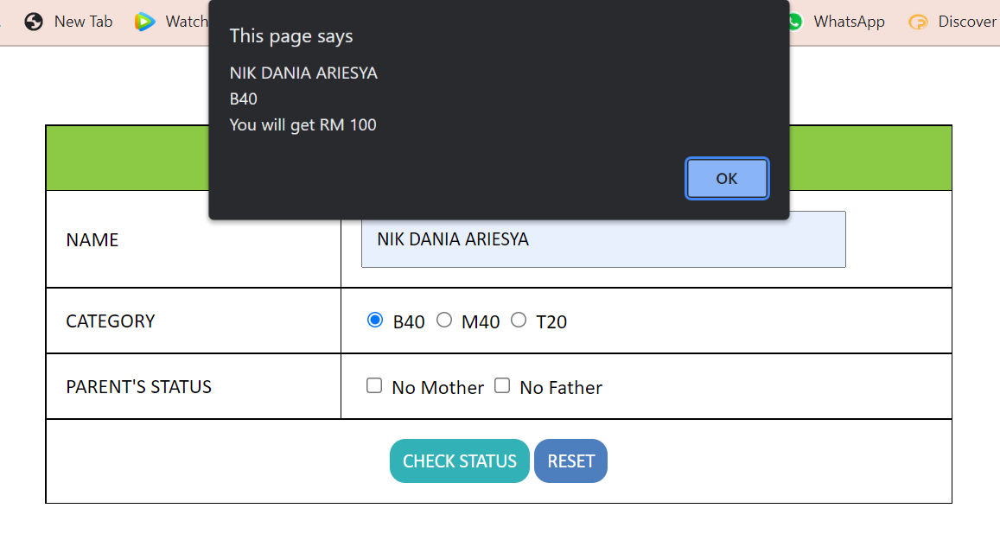 New Tab
Watch
WhatsApp
Discover
This page says
NIK DANIA ARIESYA
B40
You will get RM 100
OK
NAME
NIK DANIA ARIESYA
CATEGORY
B40 M40 T20
PARENT'S STATUS
No Mother No Father
CHECK STATUS RESET